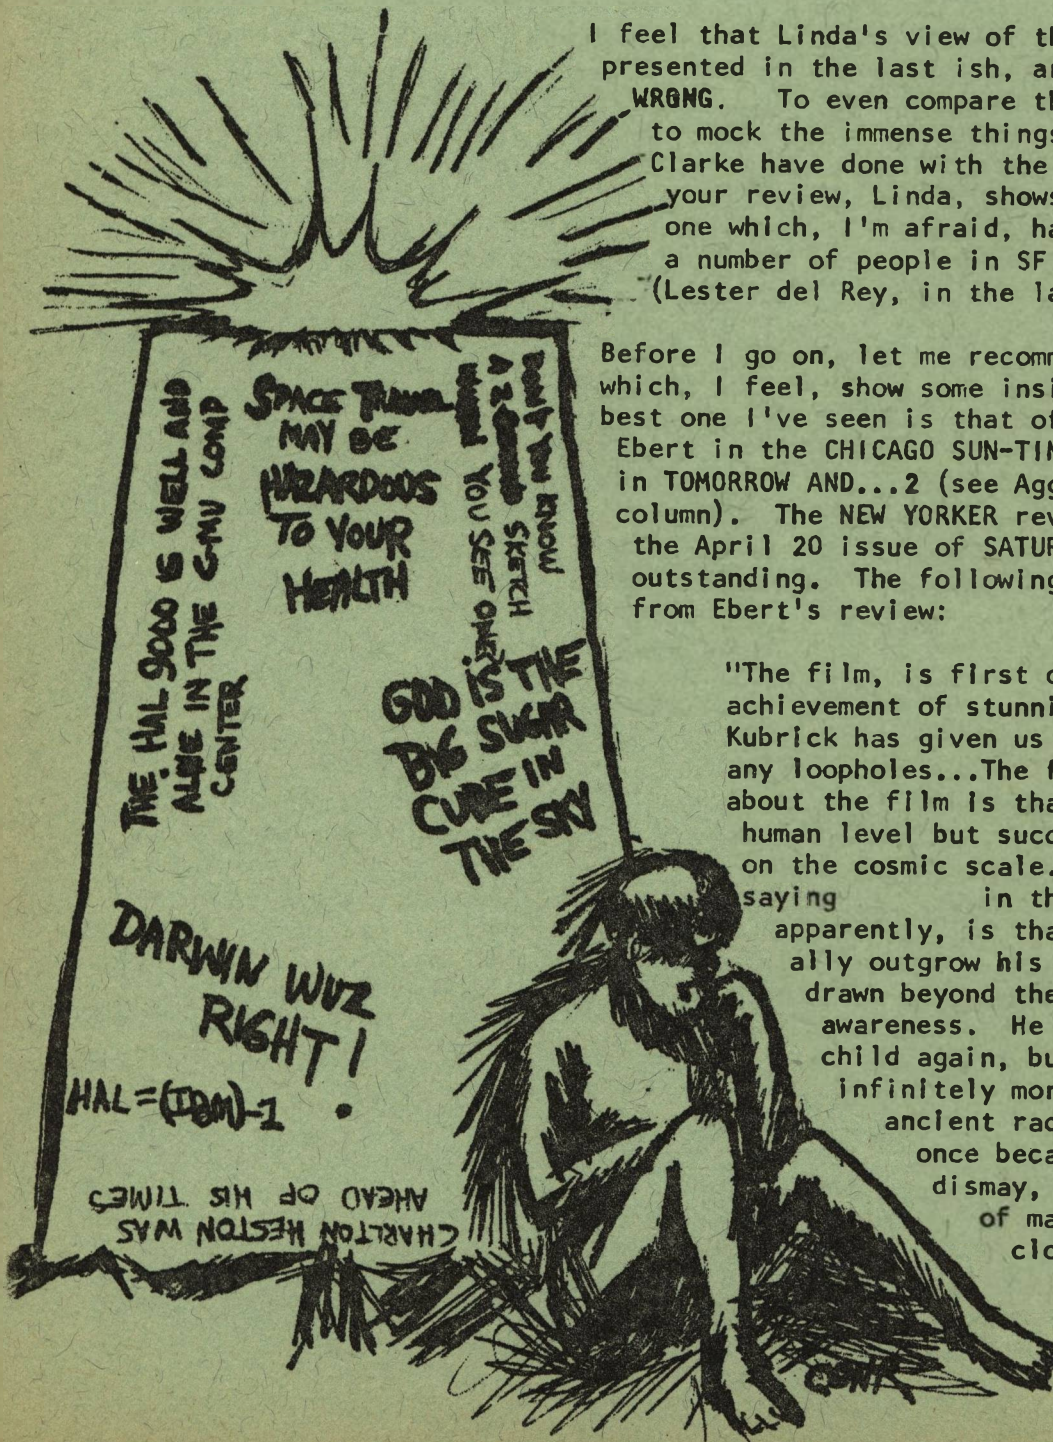 I feel that Linda's view of th
presented in the last ish, an
WRONG. To even compare th
to mock the immense things
Clarke have done with the
your review, Linda, shows
one which, I'm afraid, ha
a number of people in SF
(Lester del Rey, in the la
Before I go on, let me recomm
which, I feel, show some insi
best one I've seen is that of
Ebert in the CHICAGO SUN-TIM
in TOMORROW AND...2 (see Agg
column). The NEW YORKER rev
the April 20 issue of SATUR
outstanding. The following
from Ebert's review:
"The film, is first o
achievement of stunni
Kubrick has given us
any loopholes...The f
about the film is tha
human level but succ
on the cosmic scale.
saying in th
apparently, is tha
ally outgrow his
drawn beyond the
awareness. He
child again, bu
infinitely mor
ancient rac
once beca
dismay,
of ma
clo
THE HAL 9000 IS WELL AND
ALIVE IN THE C-MU COMP
CENTER
SPACE TRAVEL
MAY BE
HAZARDOUS
TO YOUR
HEALTH
DON'T YOU KNOW
A SKETCH
WHEN YOU SEE ONE?
GOD IS THE
BIG SUGAR
CUBE IN
THE SKY
DARWIN WUZ
RIGHT!
HAL=(IBM)-1
CHARLTON HESTON WAS
AHEAD OF HIS TIMES
CONK